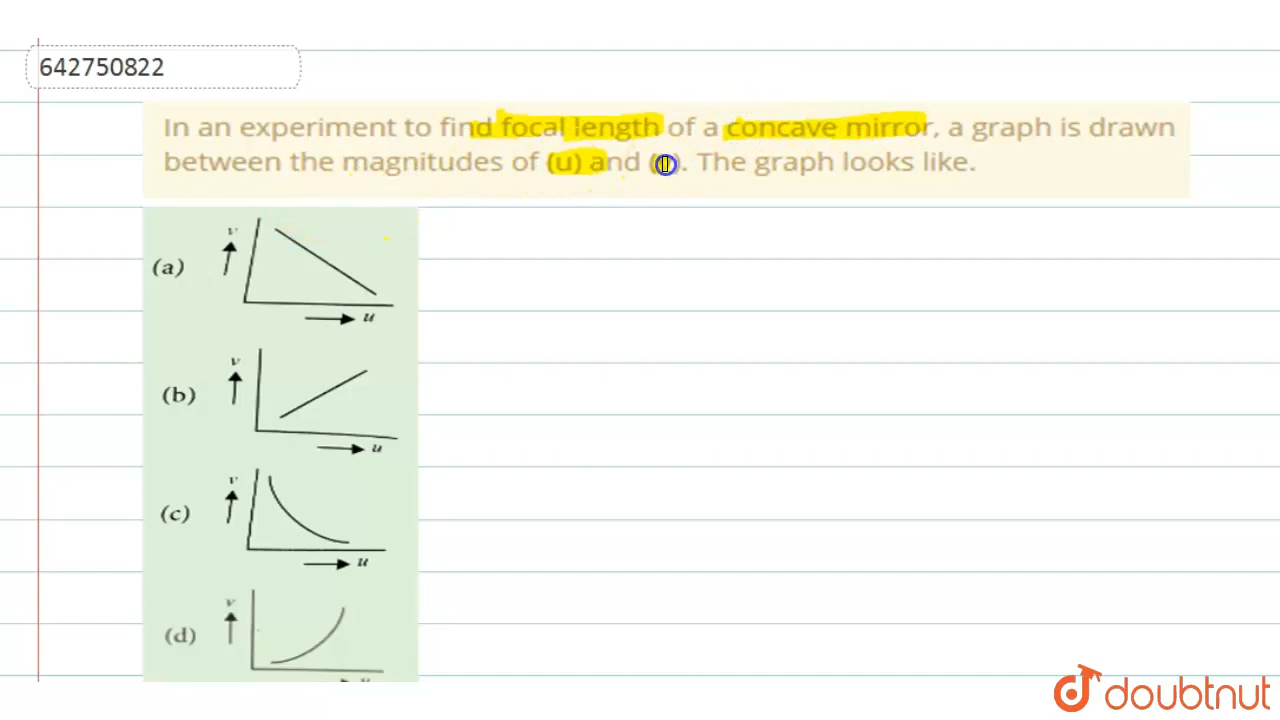 642750822
In an experiment to find focal length of a concave mirror, a graph is drawn
between the magnitudes of (u) and ( ). The graph looks like.
v
(a)
u
v
(b)
u
v
(c)
u
v
(d)
doubtnut